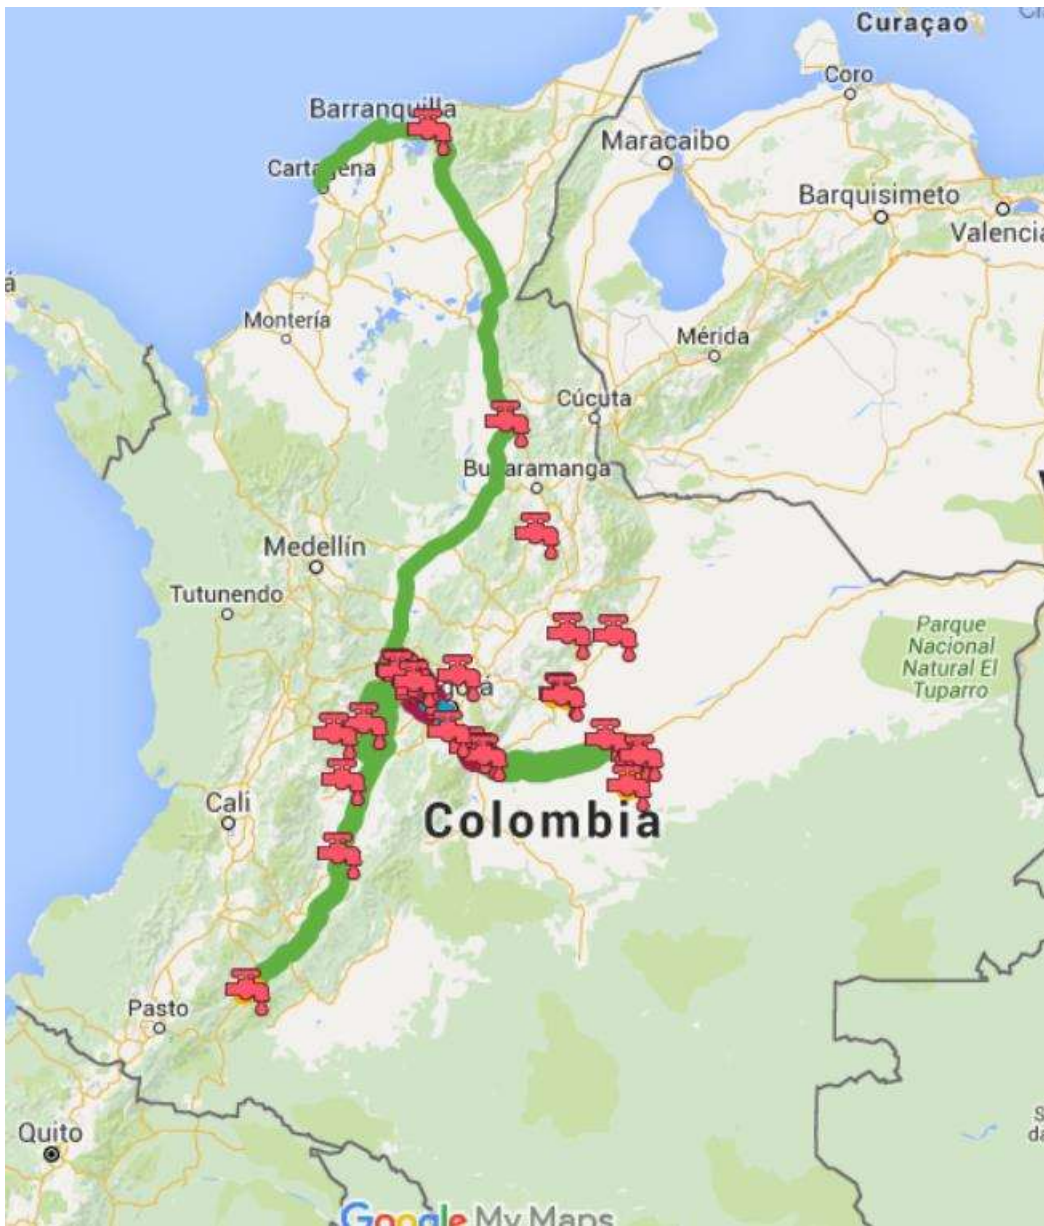 Curaçao
Coro
Barranquilla
Maracaibo
Cartagena
Barquisimeto
Valencia
á
Montería
Mérida
Cúcuta
Bucaramanga
Medellín
Tutunendo
Parque
Nacional
Natural El
Tuparro
Cali
Colombia
Pasto
Quito
Google My Maps